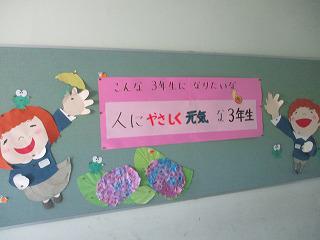 こんな 3年生に なりたいな
人に やさしく 元気 な 3年生